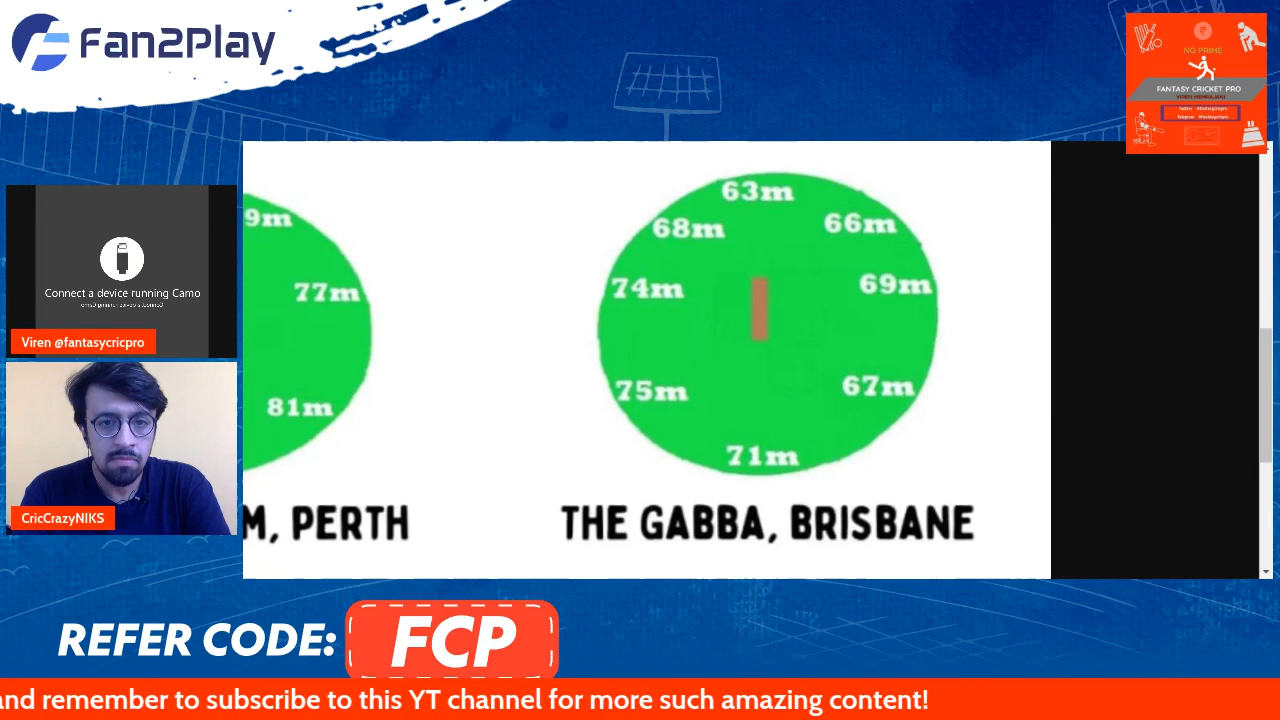 Fan2Play
NO PRIME
FANTASY CRICKET PRO
VIREN HEMRAJANI
63m
68m
66m
9m
74m
69m
77m
75m
67m
81m
71m
M, PERTH
THE GABBA, BRISBANE
Connect a device running Camo
Viren @fantasycricpro
CricCrazyNIKS
REFER CODE:
FCP
and remember to subscribe to this YT channel for more such amazing content!